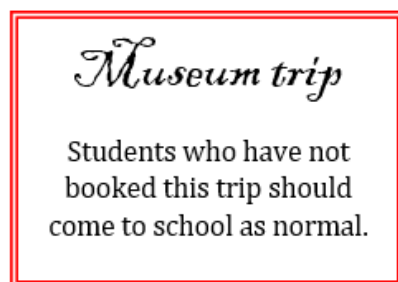 Museum trip
Students who have not
booked this trip should
come to school as normal.